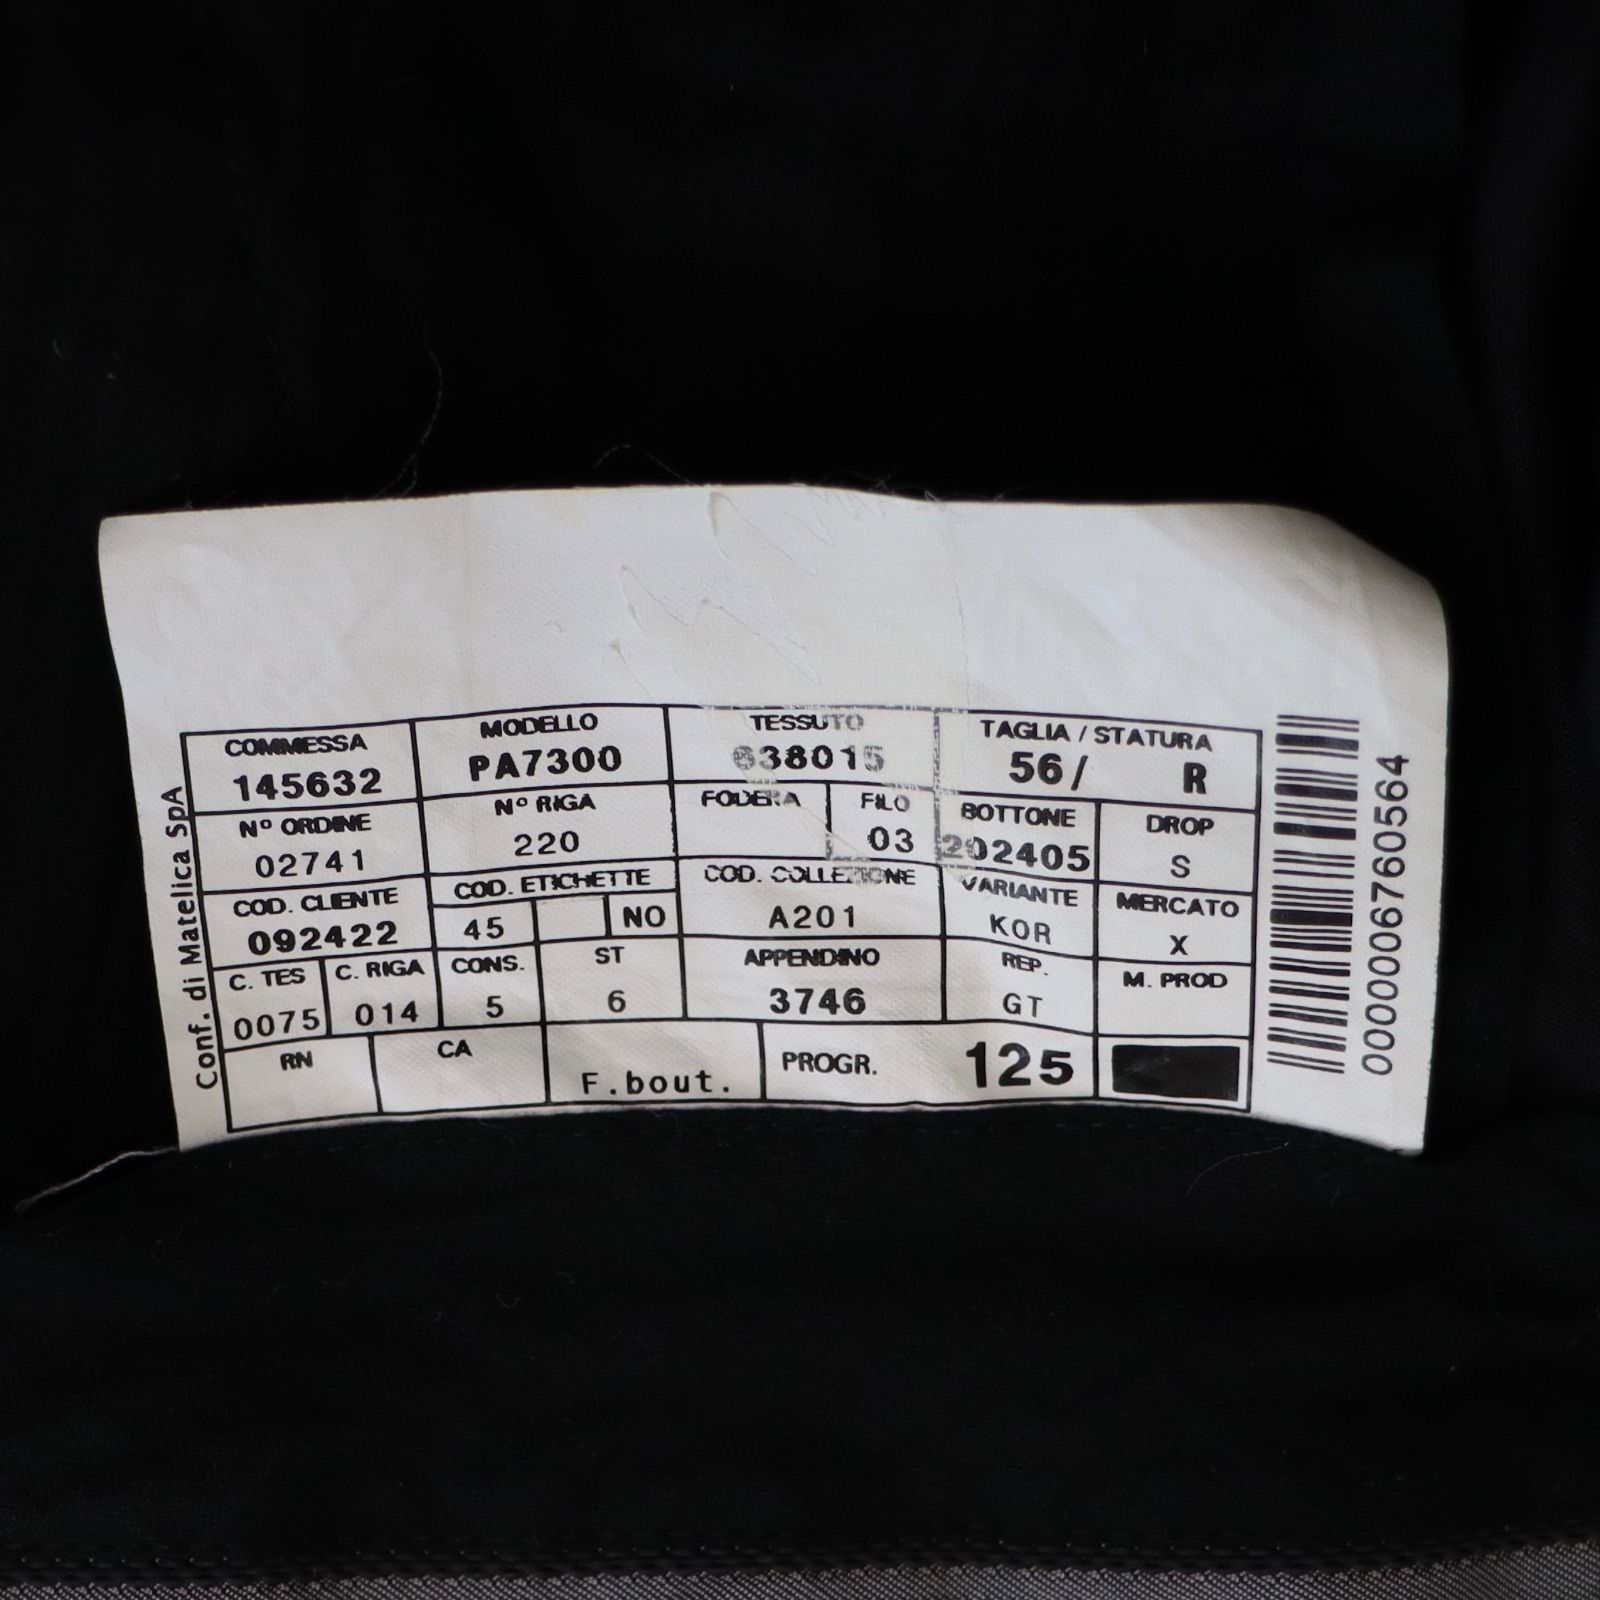 COMMESSA MODELLO TESSUTO TAGLIA / STATURA
145632 PA7300 638015 56/ R
Nº ORDINE Nº RIGA FODERA FILO BOTTONE DROP
02741 220 03 202405 S
COD. CLIENTE COD. ETICHETTE COD. COLLEZIONE VARIANTE MERCATO
092422 45 NO A201 KOR X
C. TES C. RIGA CONS. ST APPENDINO REP. M. PROD
0075 014 5 6 3746 GT
RN CA F.bout. PROGR. 125
Conf. di Matelica SpA
0000006760564